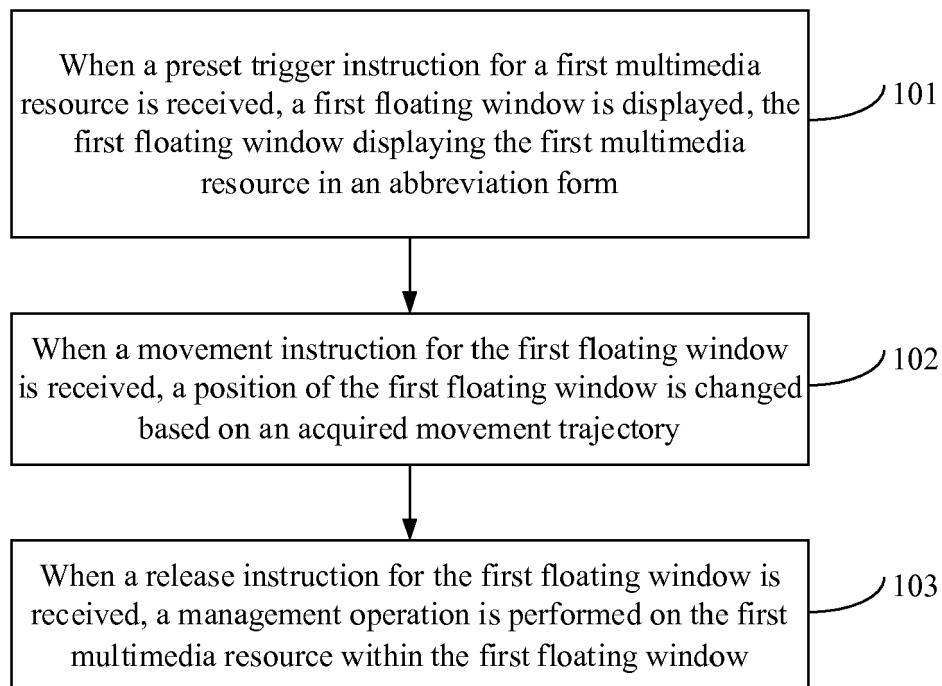 When a preset trigger instruction for a first multimedia
resource is received, a first floating window is displayed, the
first floating window displaying the first multimedia
resource in an abbreviation form
101
When a movement instruction for the first floating window
is received, a position of the first floating window is changed
based on an acquired movement trajectory
102
When a release instruction for the first floating window is
received, a management operation is performed on the first
multimedia resource within the first floating window
103